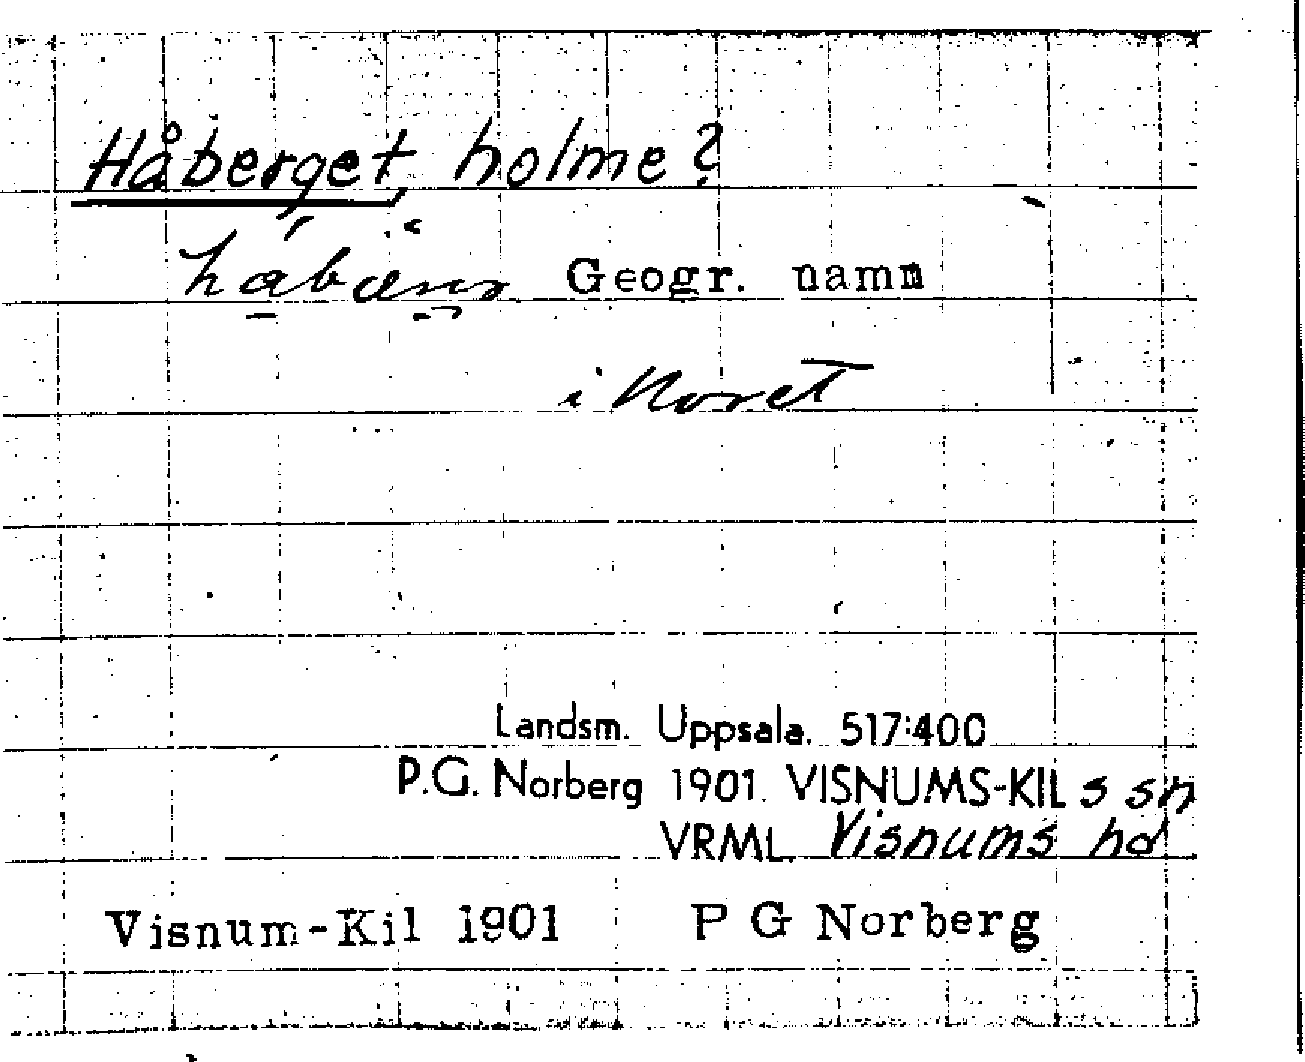 Håberget, holme?
Geogr. namn
i Noret
Landsm. Uppsala. 517:400
P.G. Norberg 1901. VISNUMS-KIL s sn
VRML. Visnums hd
Visnum-Kil 1901 P G Norberg